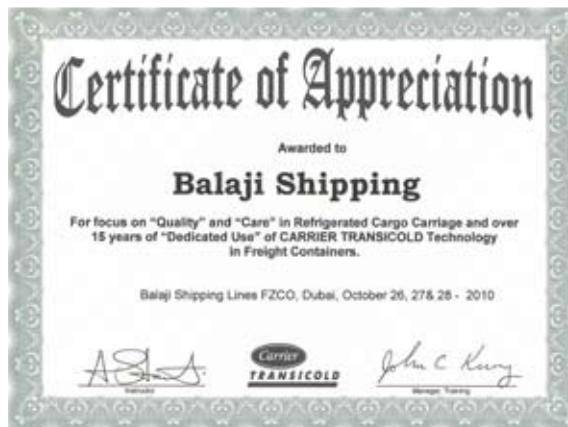 Certificate of Appreciation
Awarded to
Balaji Shipping
For focus on "Quality" and "Care" in Refrigerated Cargo Carriage and over
15 years of "Dedicated Use" of CARRIER TRANSICOLD Technology
in Freight Containers.
Balaji Shipping Lines FZCO, Dubai, October 26, 27& 28 - 2010
Carrier
TRANSICOLD
Instructor
Manager, Training